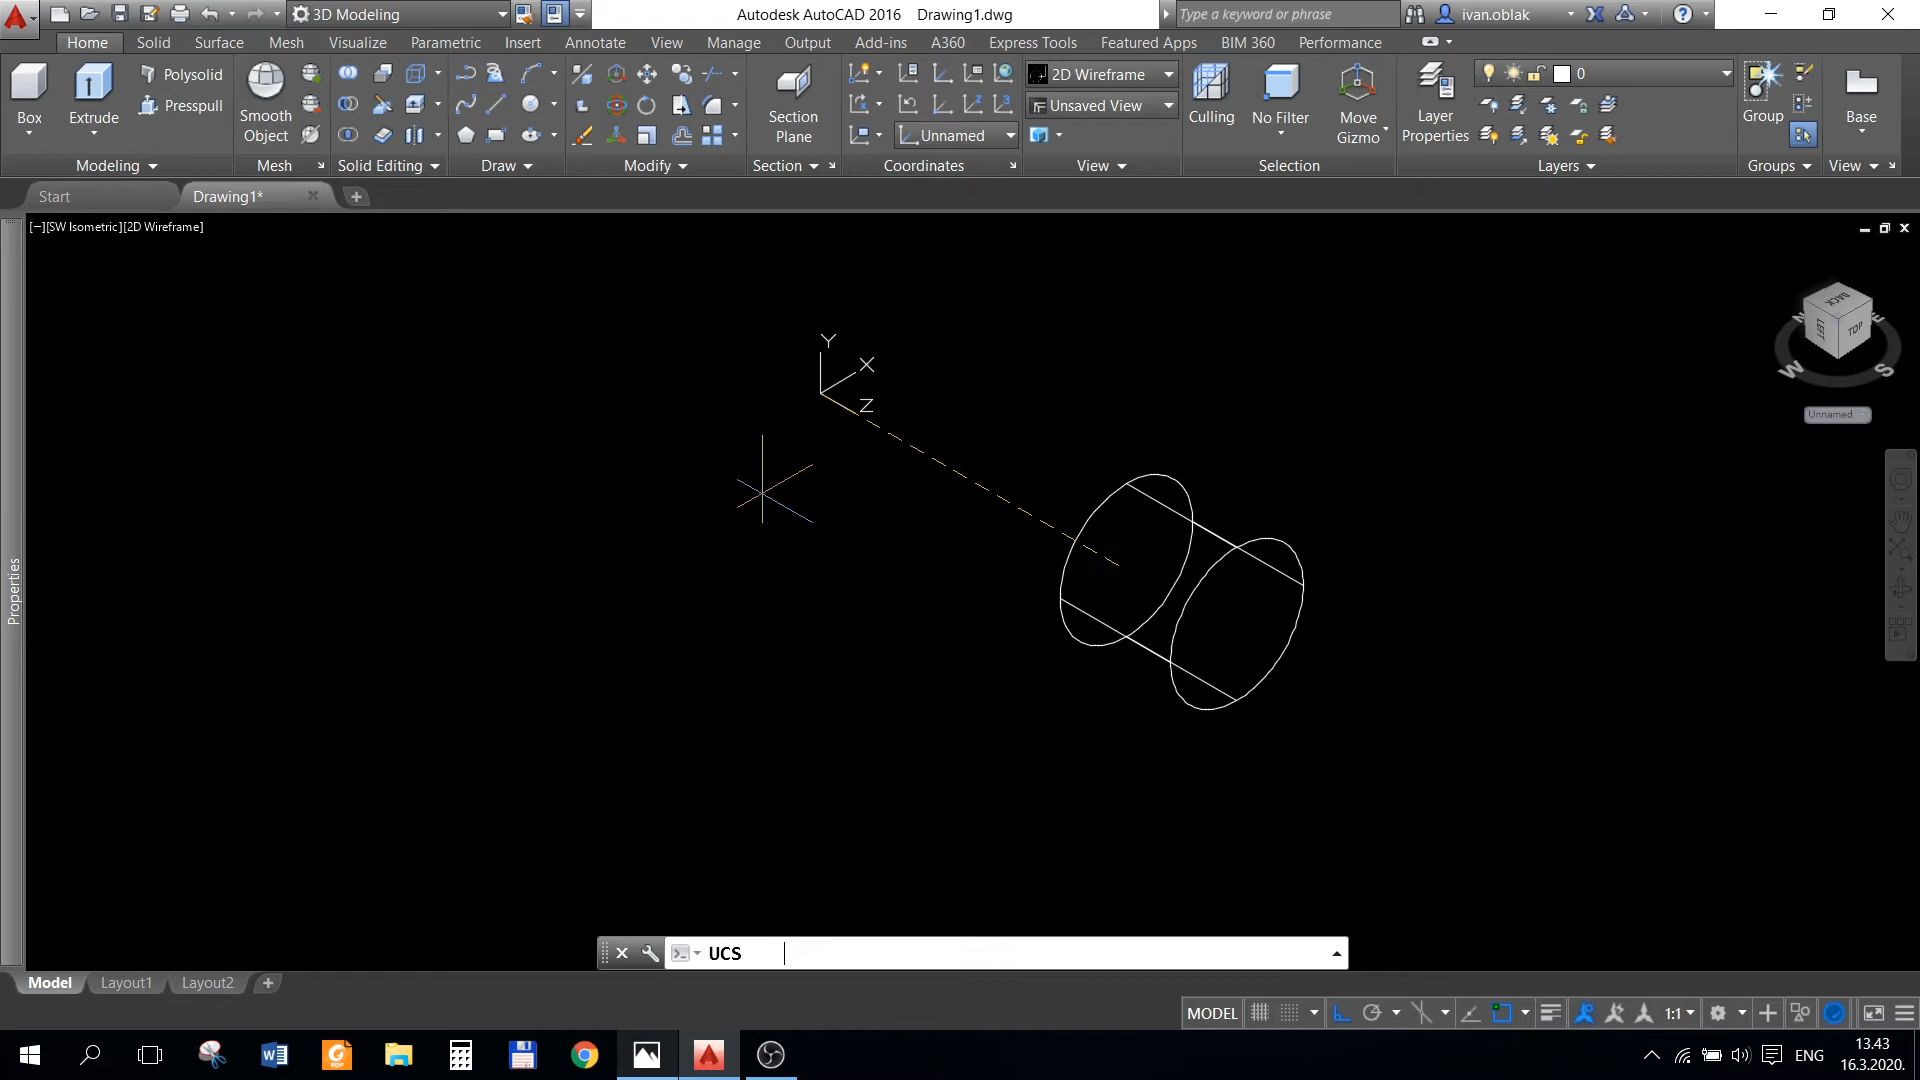 3D Modeling
Autodesk AutoCAD 2016 Drawing1.dwg
Type a keyword or phrase
ivan.oblak
Home Solid Surface Mesh Visualize Parametric Insert Annotate View Manage Output Add-ins A360 Express Tools Featured Apps BIM 360 Performance
Box
Extrude
Polysolid
Presspull
Smooth
Object
Section
Plane
Unnamed
2D Wireframe
Unsaved View
Culling
No Filter
Move
Gizmo
Layer
Properties
0
Group
Base
Modeling
Mesh
Solid Editing
Draw
Modify
Section
Coordinates
View
Selection
Layers
Groups
View
Start
Drawing1*
[−][SW Isometric][2D Wireframe]
Y
X
Z
BACK
LEFT
TOP
N
E
W
S
Unnamed
Properties
UCS
Model
Layout1
Layout2
MODEL
1:1
ENG
13.43
16.3.2020.